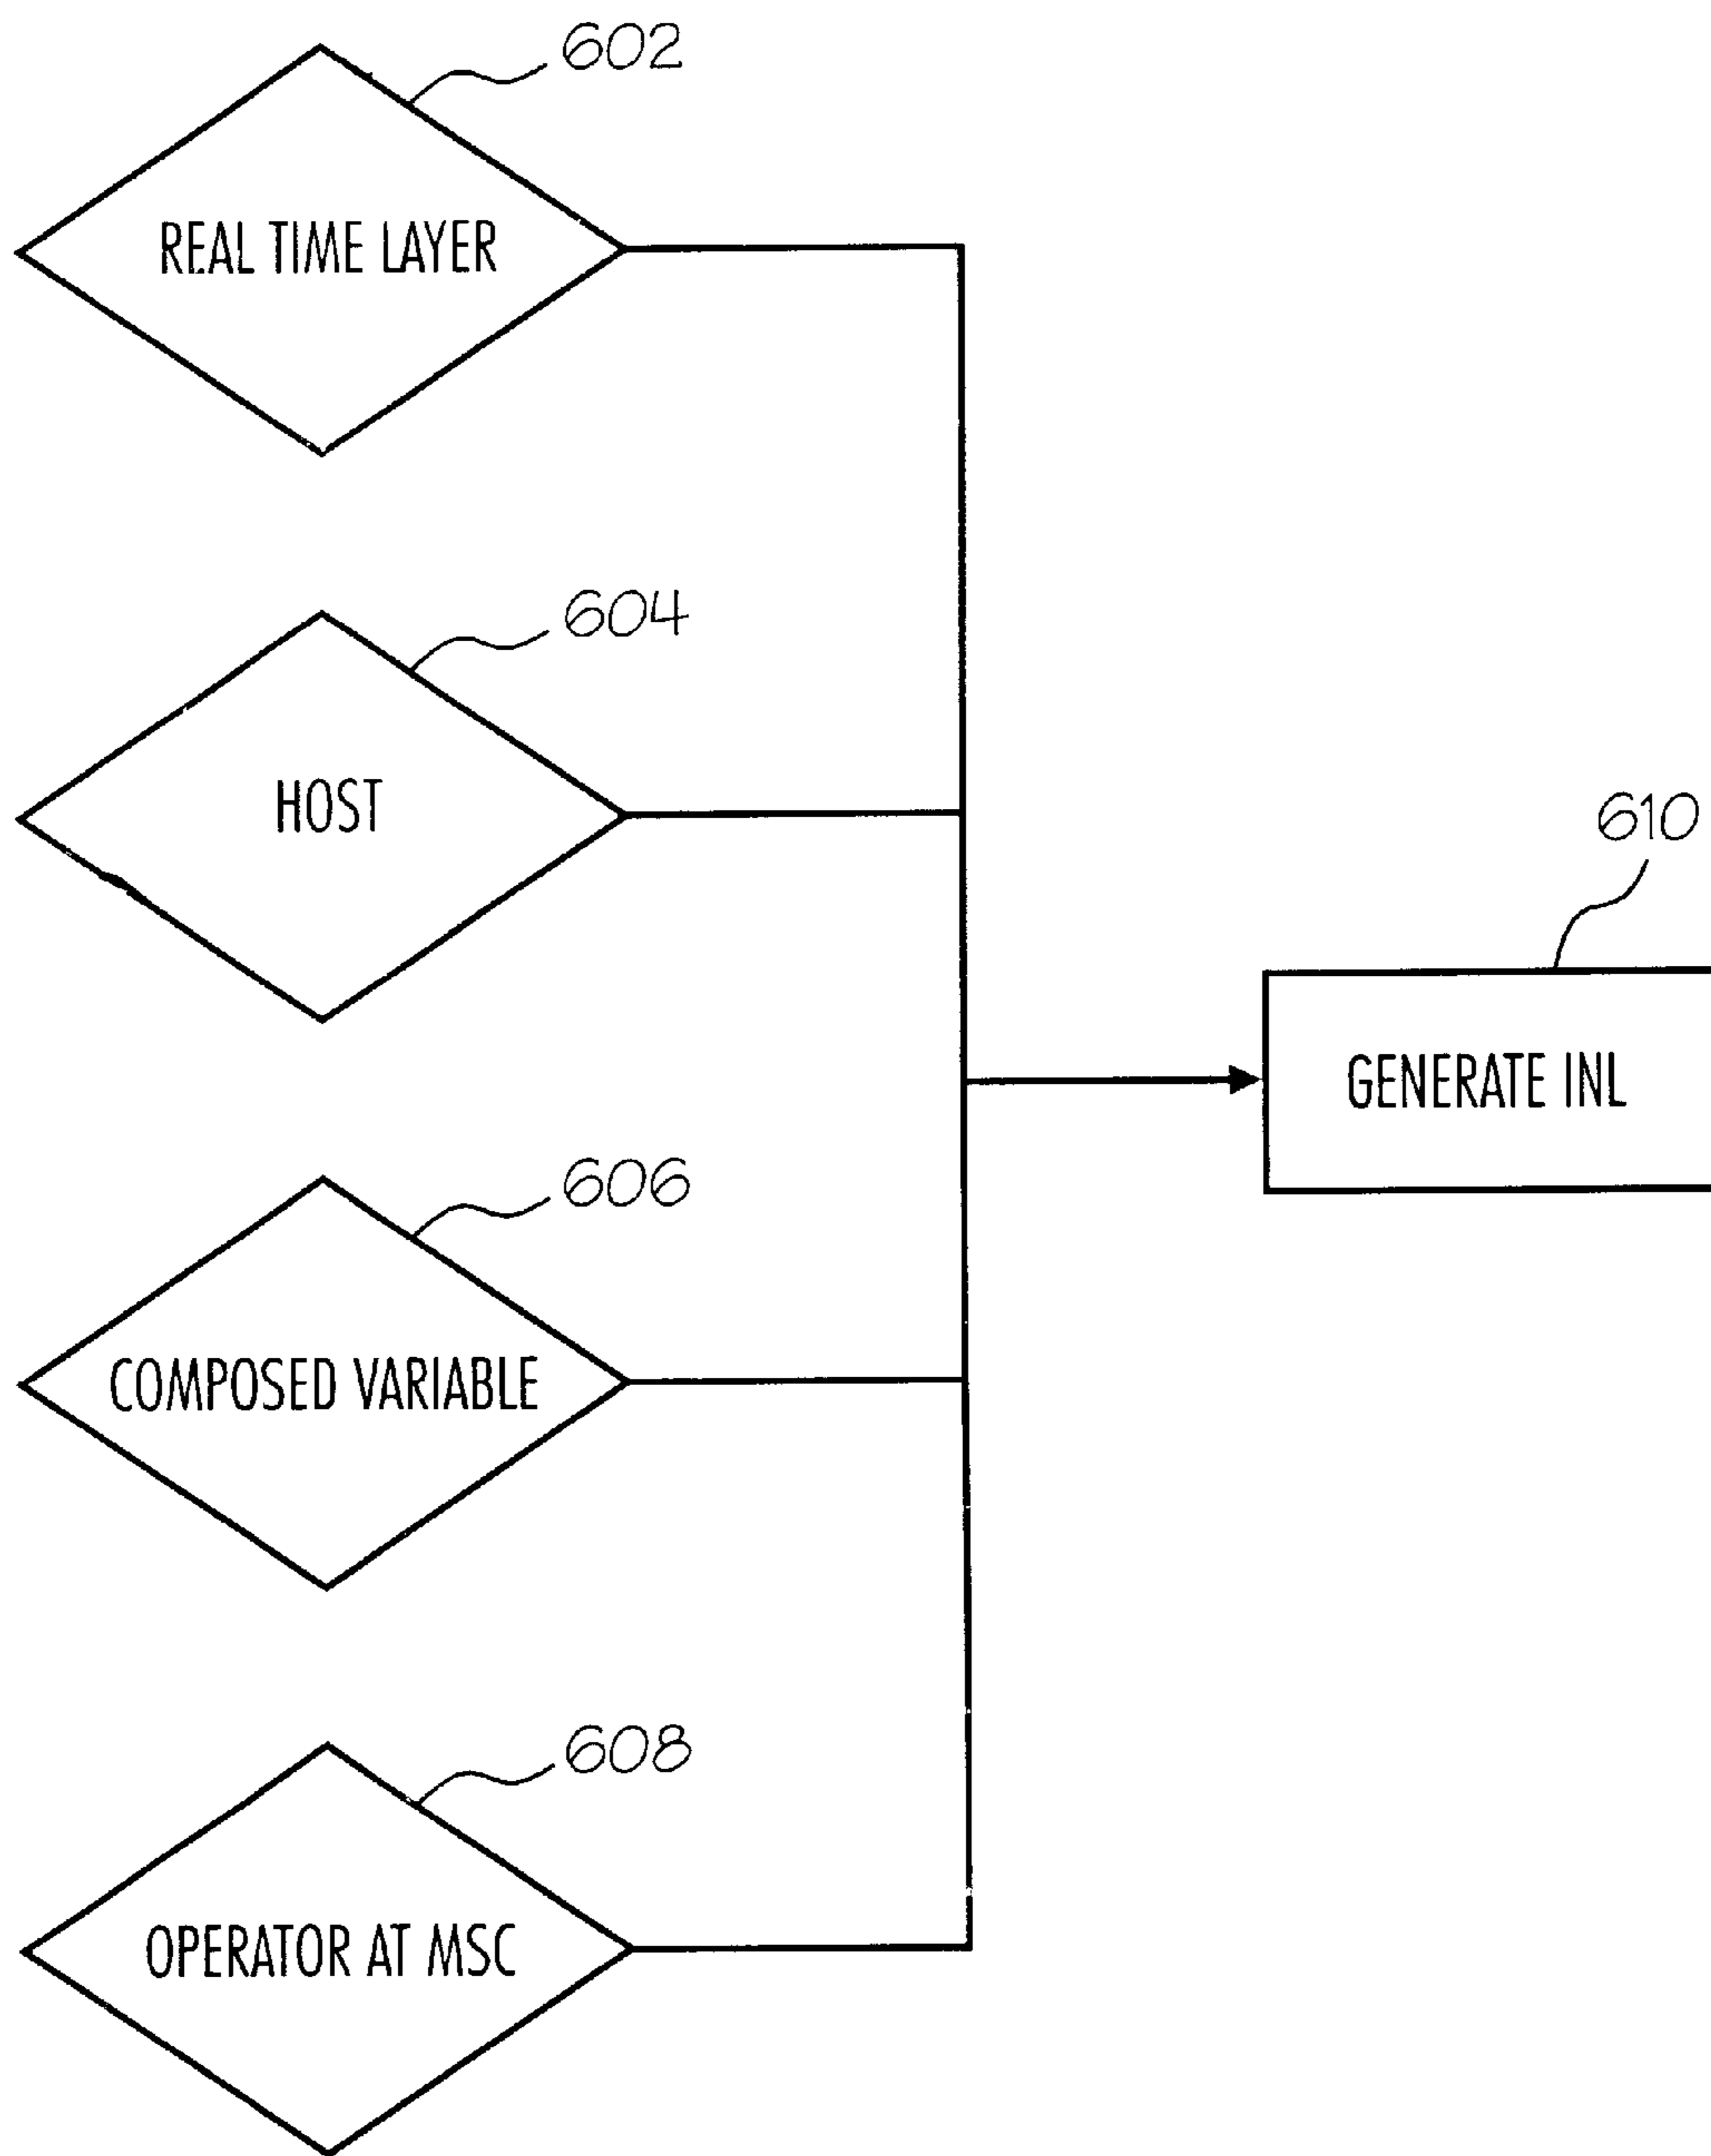 602
REAL TIME LAYER
604
HOST
610
GENERATE INL
606
COMPOSED VARIABLE
608
OPERATOR AT MSC